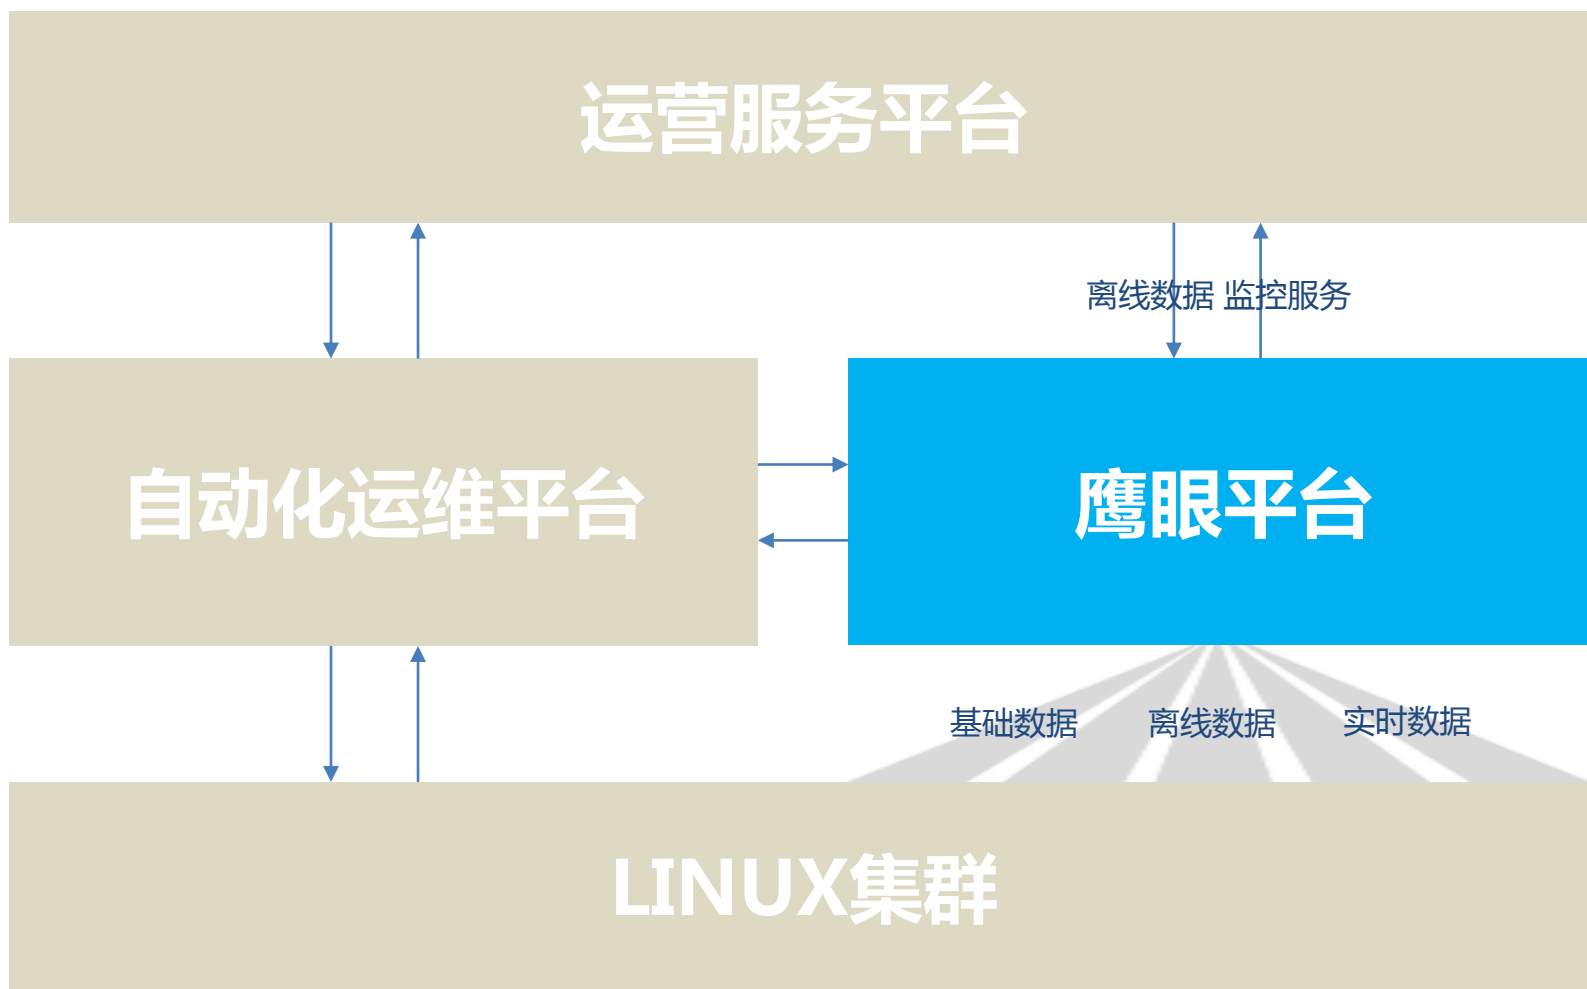 运营服务平台
离线数据 监控服务
自动化运维平台
鹰眼平台
基础数据
离线数据
实时数据
LINUX集群